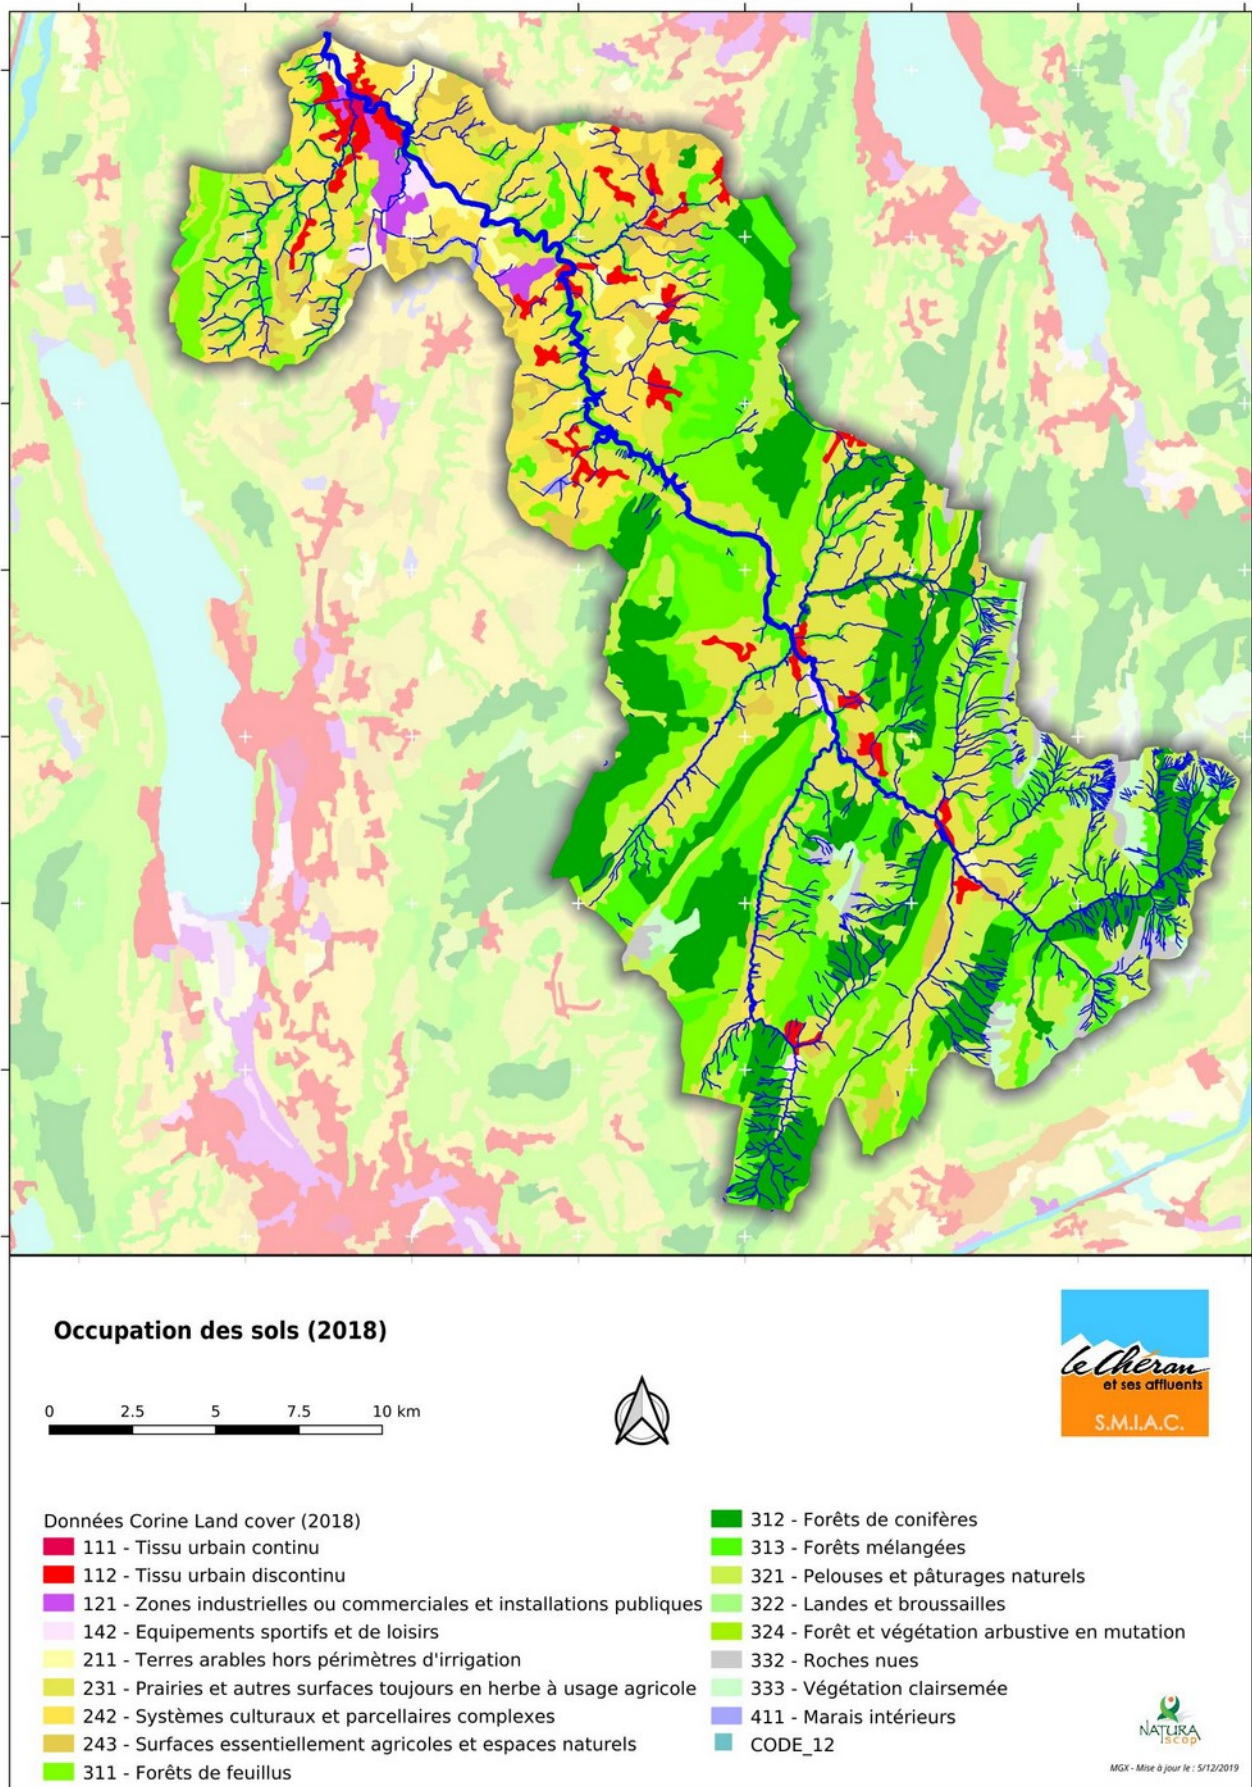 Occupation des sols (2018)
0 2.5 5 7.5 10 km
le Chéran
et ses affluents
S.M.I.A.C.
Données Corine Land cover (2018)
111 - Tissu urbain continu
112 - Tissu urbain discontinu
121 - Zones industrielles ou commerciales et installations publiques
142 - Equipements sportifs et de loisirs
211 - Terres arables hors périmètres d'irrigation
231 - Prairies et autres surfaces toujours en herbe à usage agricole
242 - Systèmes culturaux et parcellaires complexes
243 - Surfaces essentiellement agricoles et espaces naturels
311 - Forêts de feuillus
312 - Forêts de conifères
313 - Forêts mélangées
321 - Pelouses et pâturages naturels
322 - Landes et broussailles
324 - Forêt et végétation arbustive en mutation
332 - Roches nues
333 - Végétation clairsemée
411 - Marais intérieurs
CODE_12
NATURA
scop
MGX - Mise à jour le : 5/12/2019